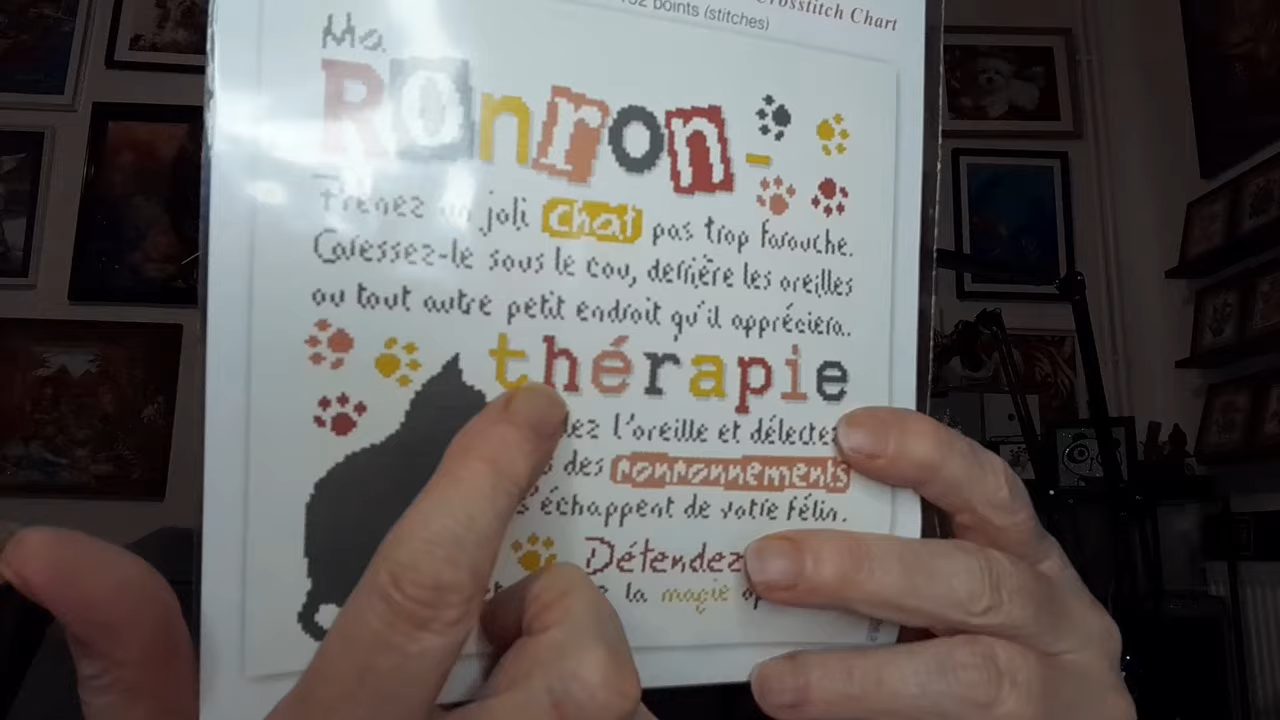 Crosstitch Chart
points (stitches)
Ma
Ronron-
Prenez un joli chat pas trop farouche.
Caressez-le sous le cou, derrière les oreilles
ou tout autre petit endroit qu'il appréciera.
thérapie
l'oreille et délectez
des ronronnements
s'échappent de votre félin.
Détendez
la magie